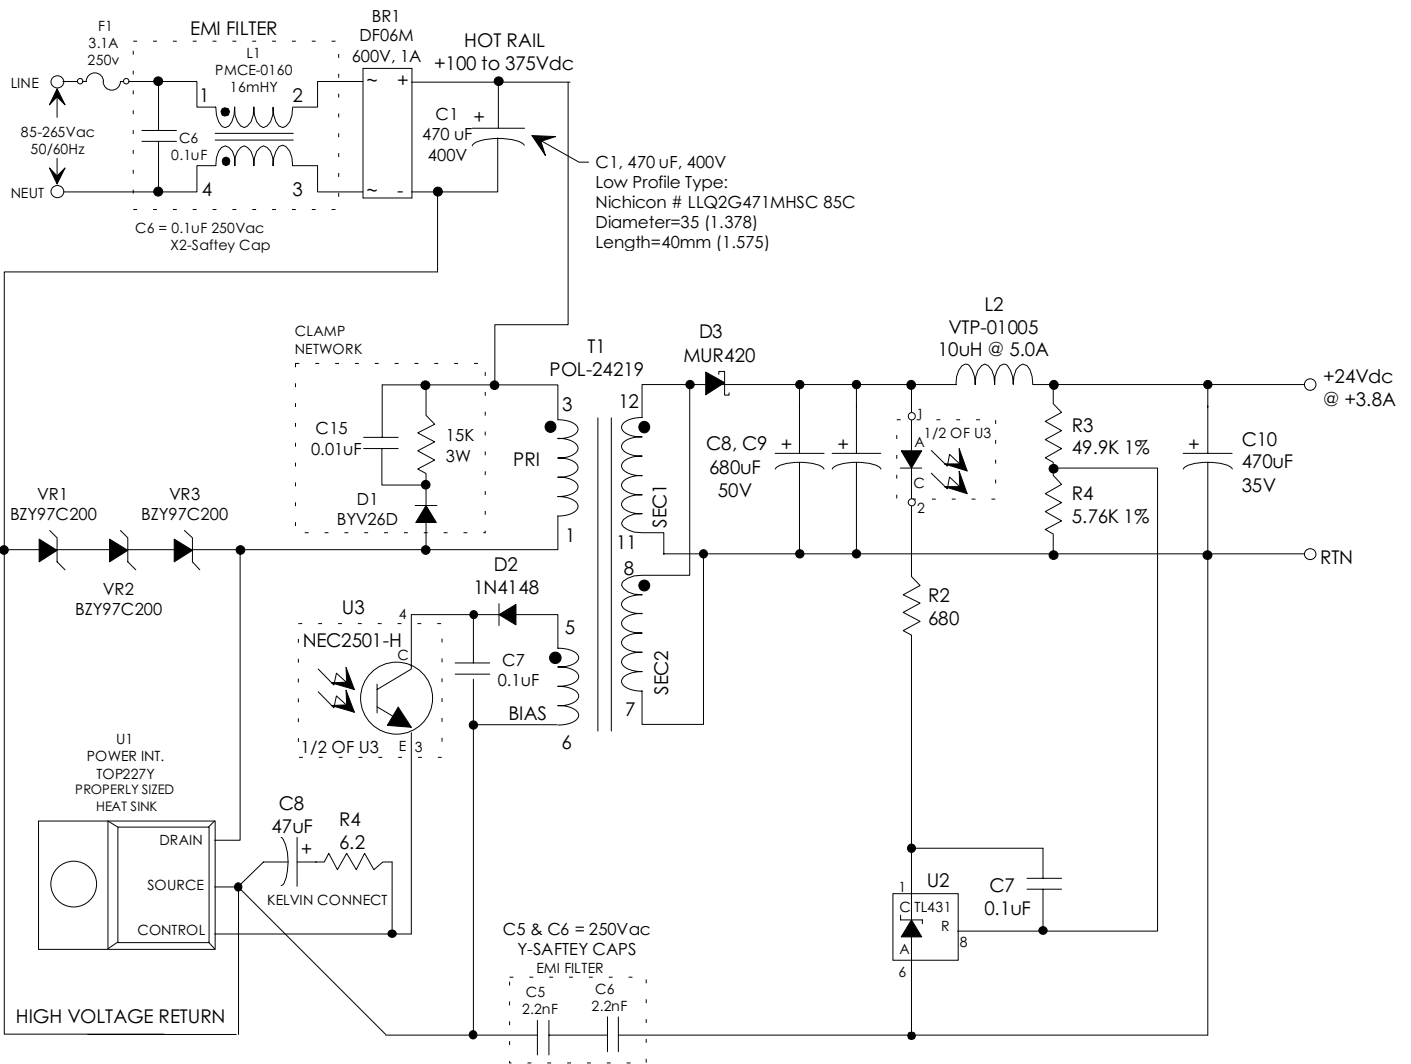 F1
3.1A
250v
EMI FILTER
L1
PMCE-0160
16mHY
BR1
DF06M
600V, 1A
HOT RAIL
+100 to 375Vdc
LINE
1
2
~
+
85-265Vac
50/60Hz
C6
0.1uF
C1
470 uF
400V
+
NEUT
4
3
~
-
C6 = 0.1uF 250Vac
X2-Saftey Cap
C1, 470 uF, 400V
Low Profile Type:
Nichicon # LLQ2G471MHSC 85C
Diameter=35 (1.378)
Length=40mm (1.575)
CLAMP
NETWORK
C15
0.01uF
15K
3W
D1
BYV26D
T1
POL-24219
3
PRI
1
12
SEC1
11
8
SEC2
7
D3
MUR420
L2
VTP-01005
10uH @ 5.0A
+24Vdc
@ +3.8A
C8, C9
680uF
50V
+
+
1
A
1/2 OF U3
C
2
R3
49.9K 1%
R4
5.76K 1%
+
C10
470uF
35V
RTN
VR1
BZY97C200
VR3
BZY97C200
VR2
BZY97C200
D2
1N4148
U3
NEC2501-H
4
C
1/2 OF U3
E
3
C7
0.1uF
5
BIAS
6
R2
680
U1
POWER INT.
TOP227Y
PROPERLY SIZED
HEAT SINK
DRAIN
SOURCE
CONTROL
C8
47uF
+
R4
6.2
KELVIN CONNECT
1
U2
C TL431
R
8
A
6
C7
0.1uF
C5 & C6 = 250Vac
Y-SAFTEY CAPS
EMI FILTER
C5
2.2nF
C6
2.2nF
HIGH VOLTAGE RETURN